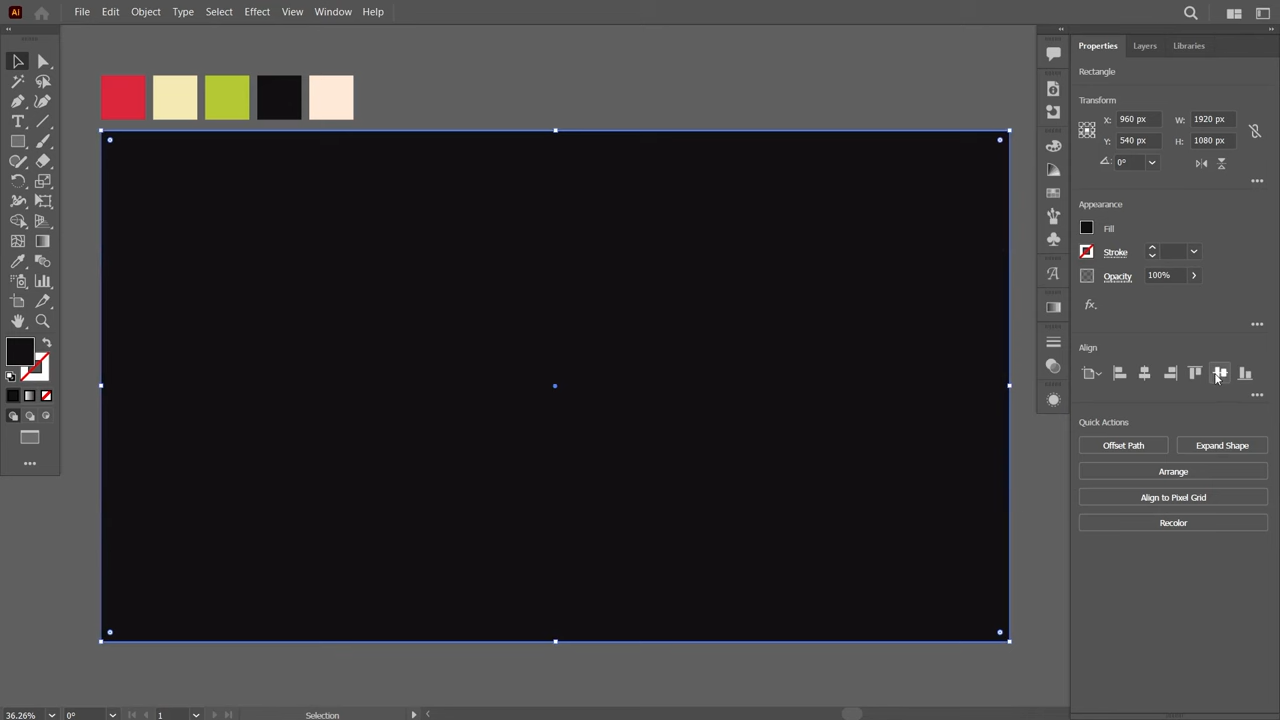 Ai File Edit Object Type Select Effect View Window Help
Properties Layers Libraries
Rectangle
Transform
X: 960 px W: 1920 px
Y: 540 px H: 1080 px
0°
Appearance
Fill
Stroke
Opacity 100%
fx.
Align
Quick Actions
Offset Path Expand Shape
Arrange
Align to Pixel Grid
Recolor
36.26% 0° 1 Selection